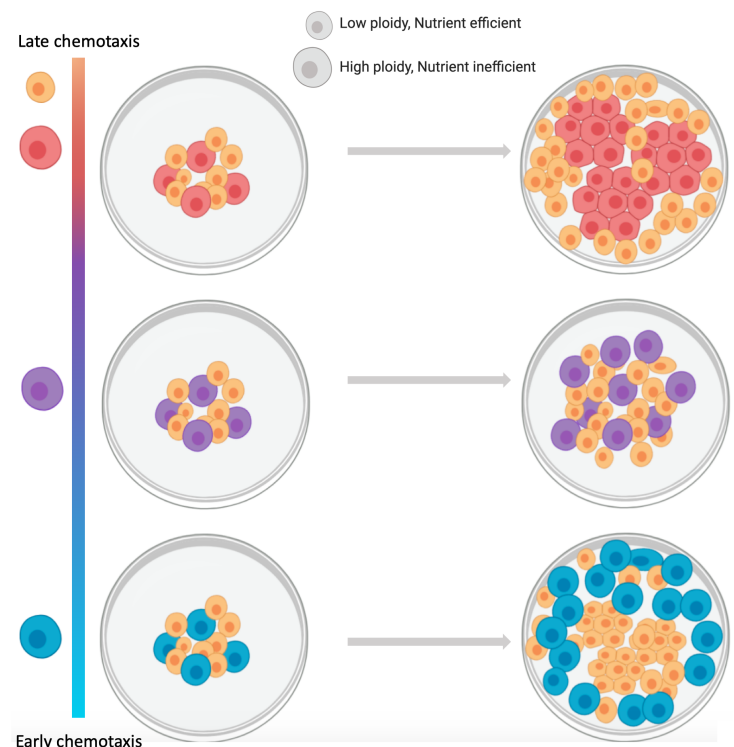 Low ploidy, Nutrient efficient
Late chemotaxis
High ploidy, Nutrient inefficient
Early chemotaxis